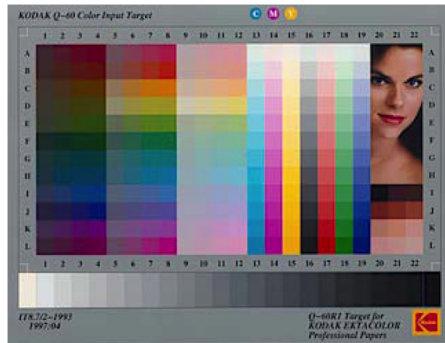 KODAK Q-60 Color Input Target
C M Y
1 2 3 4 5 6 7 8 9 10 11 12 13 14 15 16 17 18 19 20 21 22
A A
B B
C C
D D
E E
F F
G G
H H
I I
J J
K K
L L
1 2 3 4 5 6 7 8 9 10 11 12 13 14 15 16 17 18 19 20 21 22
IT8.7/2-1993
1997:04
Q-60R1 Target for
KODAK EKTACOLOR
Professional Papers
Kodak